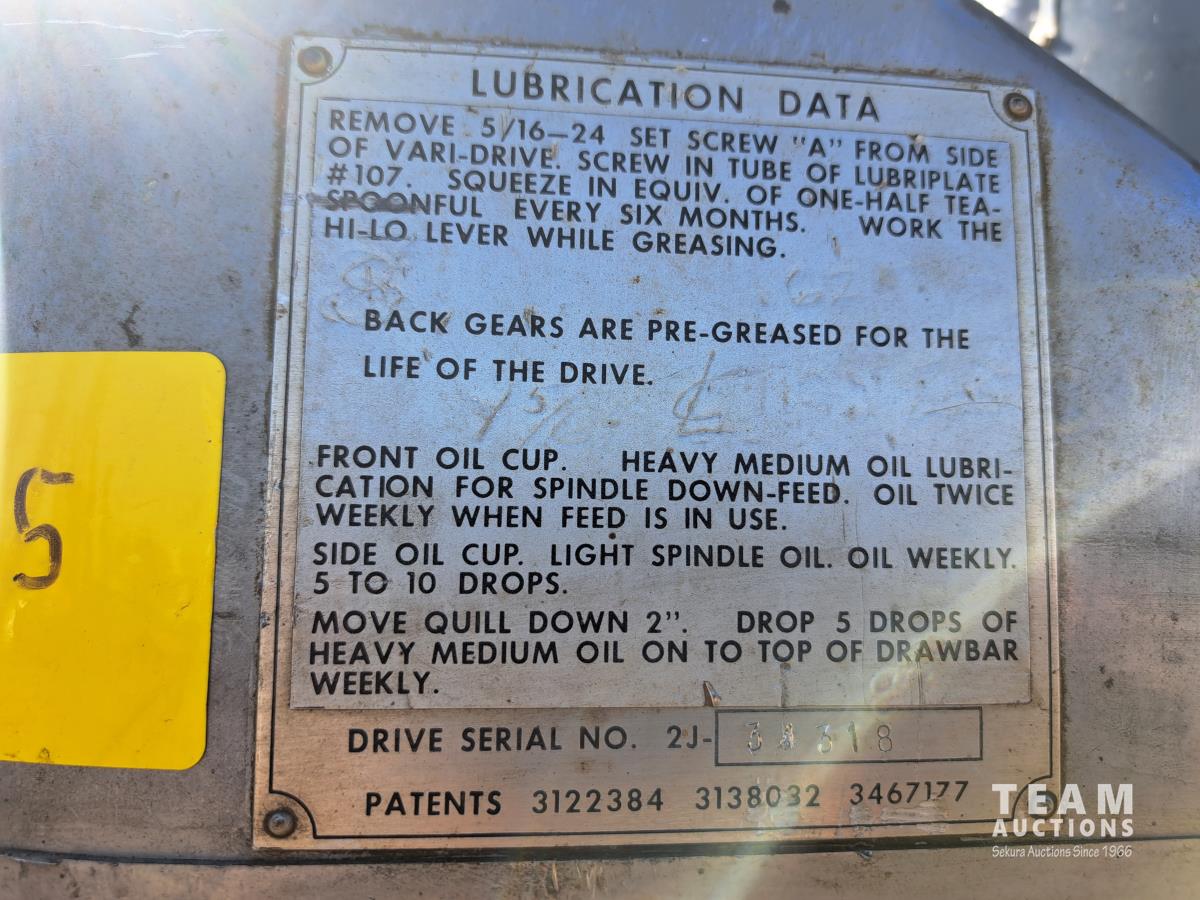 LUBRICATION DATA
REMOVE 5/16—24 SET SCREW "A" FROM SIDE
OF VARI-DRIVE. SCREW IN TUBE OF LUBRIPLATE
#107. SQUEEZE IN EQUIV. OF ONE-HALF TEA-
SPOONFUL EVERY SIX MONTHS. WORK THE
HI-LO LEVER WHILE GREASING.
BACK GEARS ARE PRE-GREASED FOR THE
LIFE OF THE DRIVE.
FRONT OIL CUP. HEAVY MEDIUM OIL LUBRI-
CATION FOR SPINDLE DOWN-FEED. OIL TWICE
WEEKLY WHEN FEED IS IN USE.
SIDE OIL CUP. LIGHT SPINDLE OIL. OIL WEEKLY.
5 TO 10 DROPS.
MOVE QUILL DOWN 2". DROP 5 DROPS OF
HEAVY MEDIUM OIL ON TO TOP OF DRAWBAR
WEEKLY.
DRIVE SERIAL NO. 2J-
PATENTS 3122384 3138032 3467177
5
TEAM
AUCTIONS
Sekura Auctions Since 1966